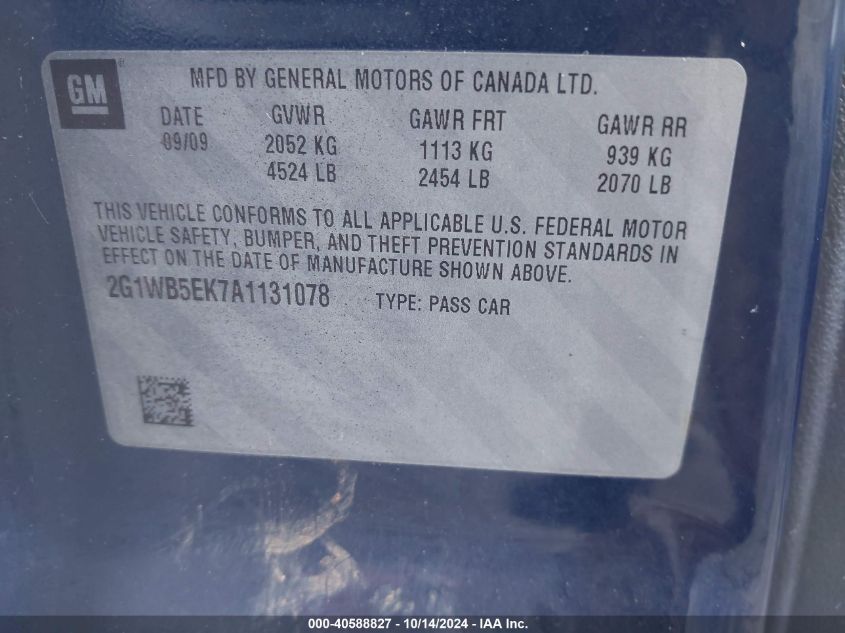 GM
MFD BY GENERAL MOTORS OF CANADA LTD.
DATE GVWR GAWR FRT GAWR RR
09/09 2052 KG 1113 KG 939 KG
4524 LB 2454 LB 2070 LB
THIS VEHICLE CONFORMS TO ALL APPLICABLE U.S. FEDERAL MOTOR
VEHICLE SAFETY, BUMPER, AND THEFT PREVENTION STANDARDS IN
EFFECT ON THE DATE OF MANUFACTURE SHOWN ABOVE.
2G1WB5EK7A1131078 TYPE: PASS CAR
000-40588827 - 10/14/2024 - IAA Inc.